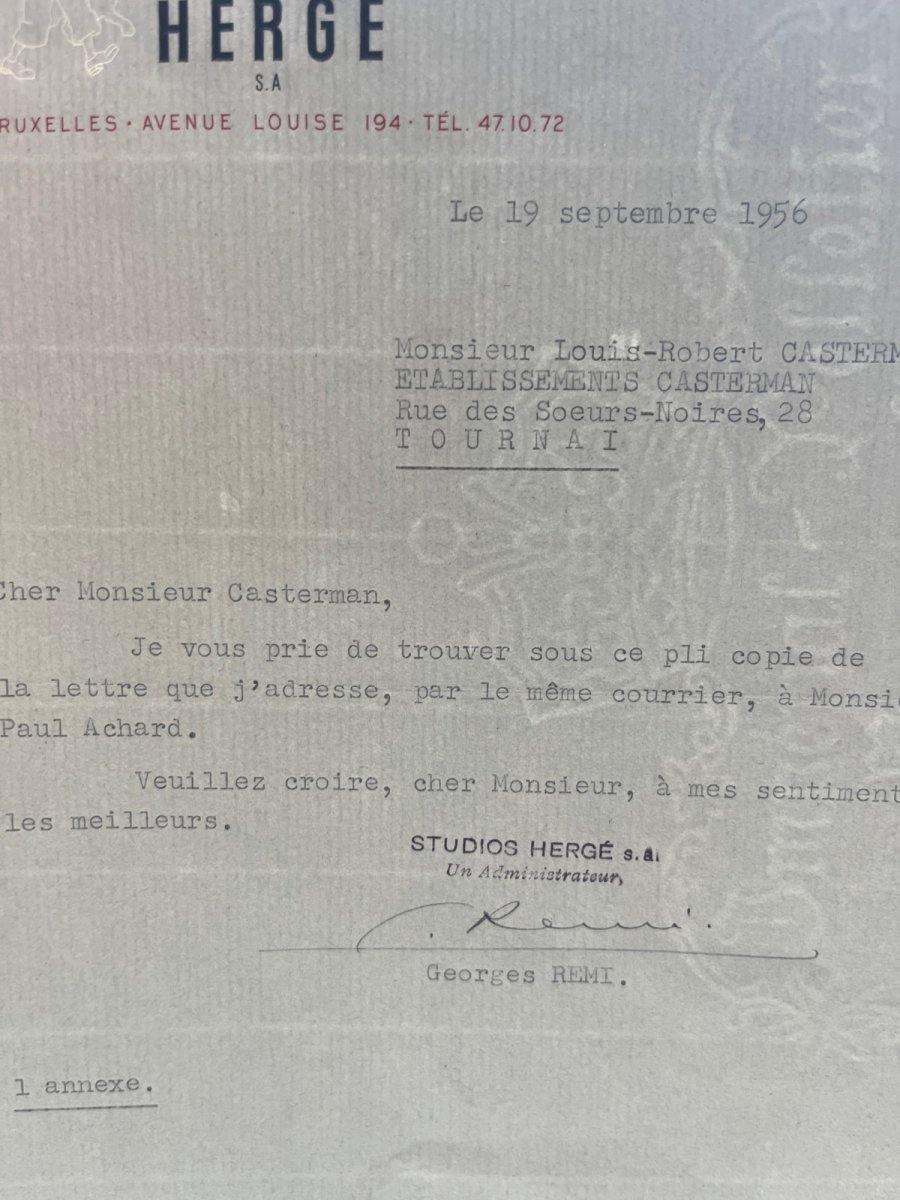 HERGÉ
S.A
RUXELLES · AVENUE LOUISE 194 · TÉL. 47.10.72
Le 19 septembre 1956
Monsieur Louis-Robert CASTERM
ETABLISSEMENTS CASTERMAN
Rue des Soeurs-Noires, 28
T O U R N A I
Cher Monsieur Casterman,
Je vous prie de trouver sous ce pli copie de
la lettre que j'adresse, par le même courrier, à Monsie
Paul Achard.
Veuillez croire, cher Monsieur, à mes sentiment
les meilleurs.
STUDIOS HERGÉ s.a.
Un Administrateur,
G. Remi.
Georges REMI.
1 annexe.